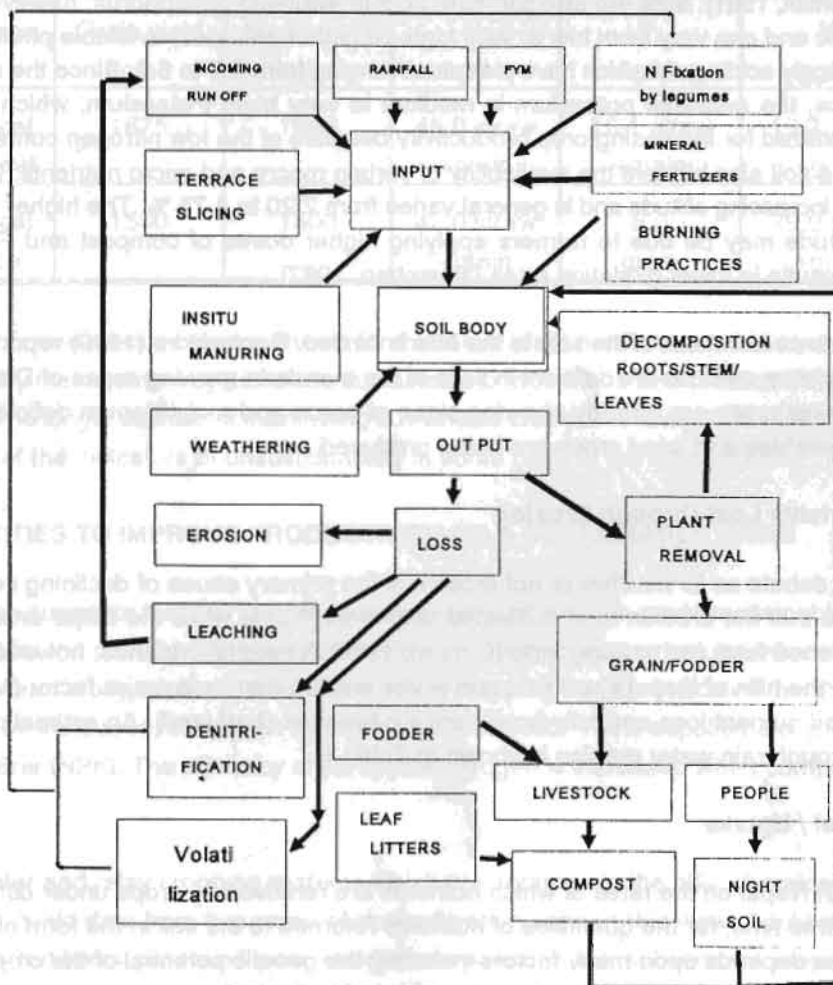 INCOMING
RUN OFF
RAINFALL
FYM
N Fixation
by legumes
TERRACE
SLICING
INPUT
MINERAL
FERTILIZERS
BURNING
PRACTICES
INSITU
MANURING
SOIL BODY
DECOMPOSITION
ROOTS/STEM/
LEAVES
WEATHERING
OUT PUT
EROSION
LOSS
PLANT
REMOVAL
LEACHING
GRAIN/FODDER
DENITRI-
FICATION
FODDER
LIVESTOCK
PEOPLE
Volati
lization
LEAF
LITTERS
COMPOST
NIGHT
SOIL